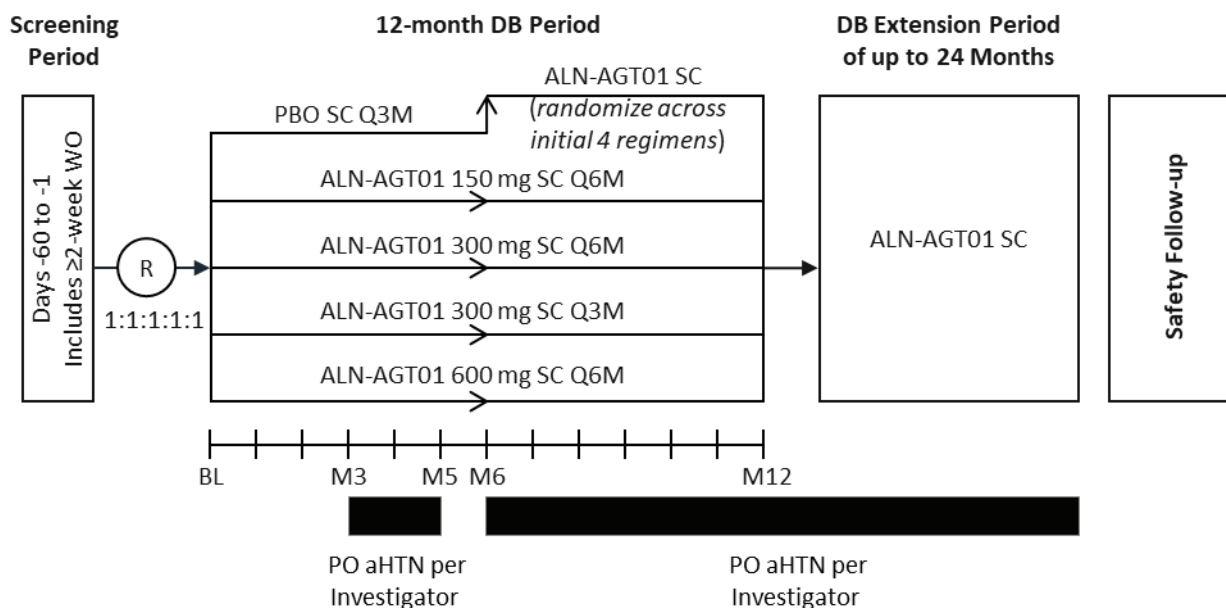 Screening
Period
12-month DB Period
DB Extension Period
of up to 24 Months
Days -60 to -1
Includes ≥2-week WO
R
1:1:1:1:1
PBO SC Q3M
ALN-AGT01 SC
(randomize across
initial 4 regimens)
ALN-AGT01 150 mg SC Q6M
ALN-AGT01 300 mg SC Q6M
ALN-AGT01 300 mg SC Q3M
ALN-AGT01 600 mg SC Q6M
ALN-AGT01 SC
Safety Follow-up
BL
M3
M5
M6
M12
PO aHTN per
Investigator
PO aHTN per
Investigator